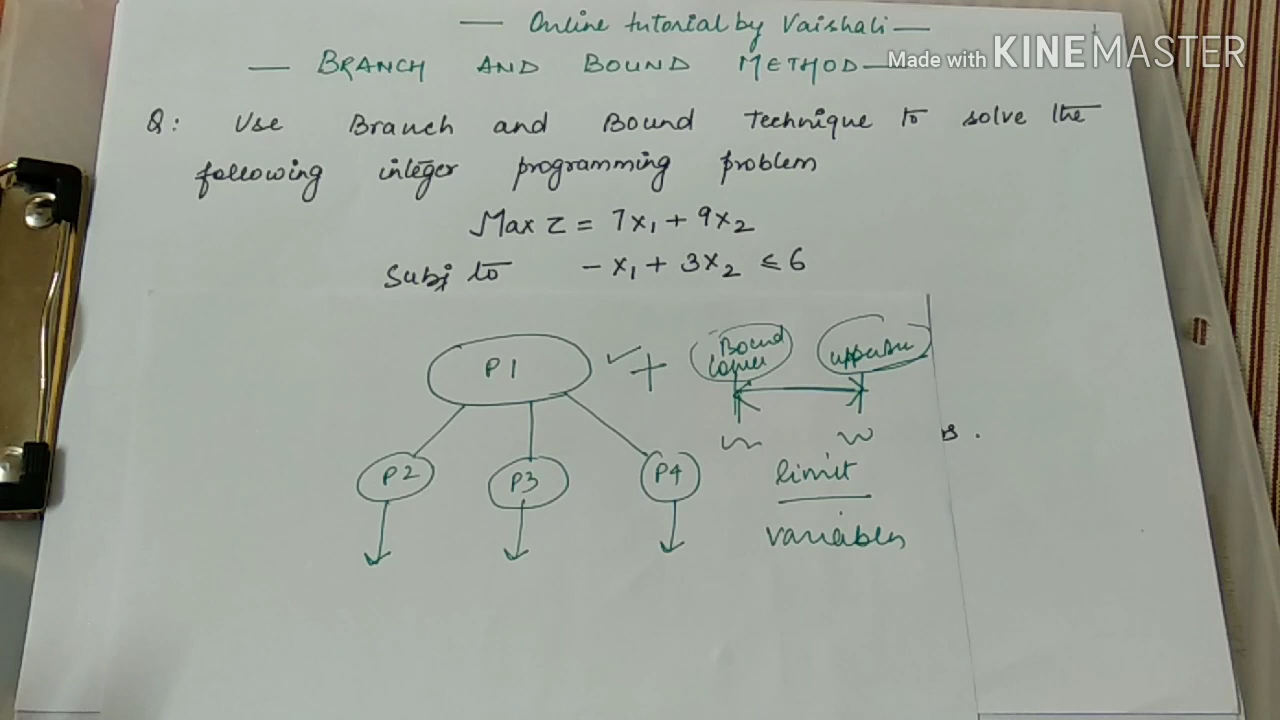 — Online tutorial by Vaishali —
Made with KINEMASTER
— BRANCH AND BOUND METHOD —
Q: Use Branch and Bound technique to solve the
following integer programming problem
Max Z = 7x₁ + 9x₂
Subj to - x₁ + 3x₂ ≤ 6
P1 ✓ + Bound
P2 P3 P4 limit
variables
s.